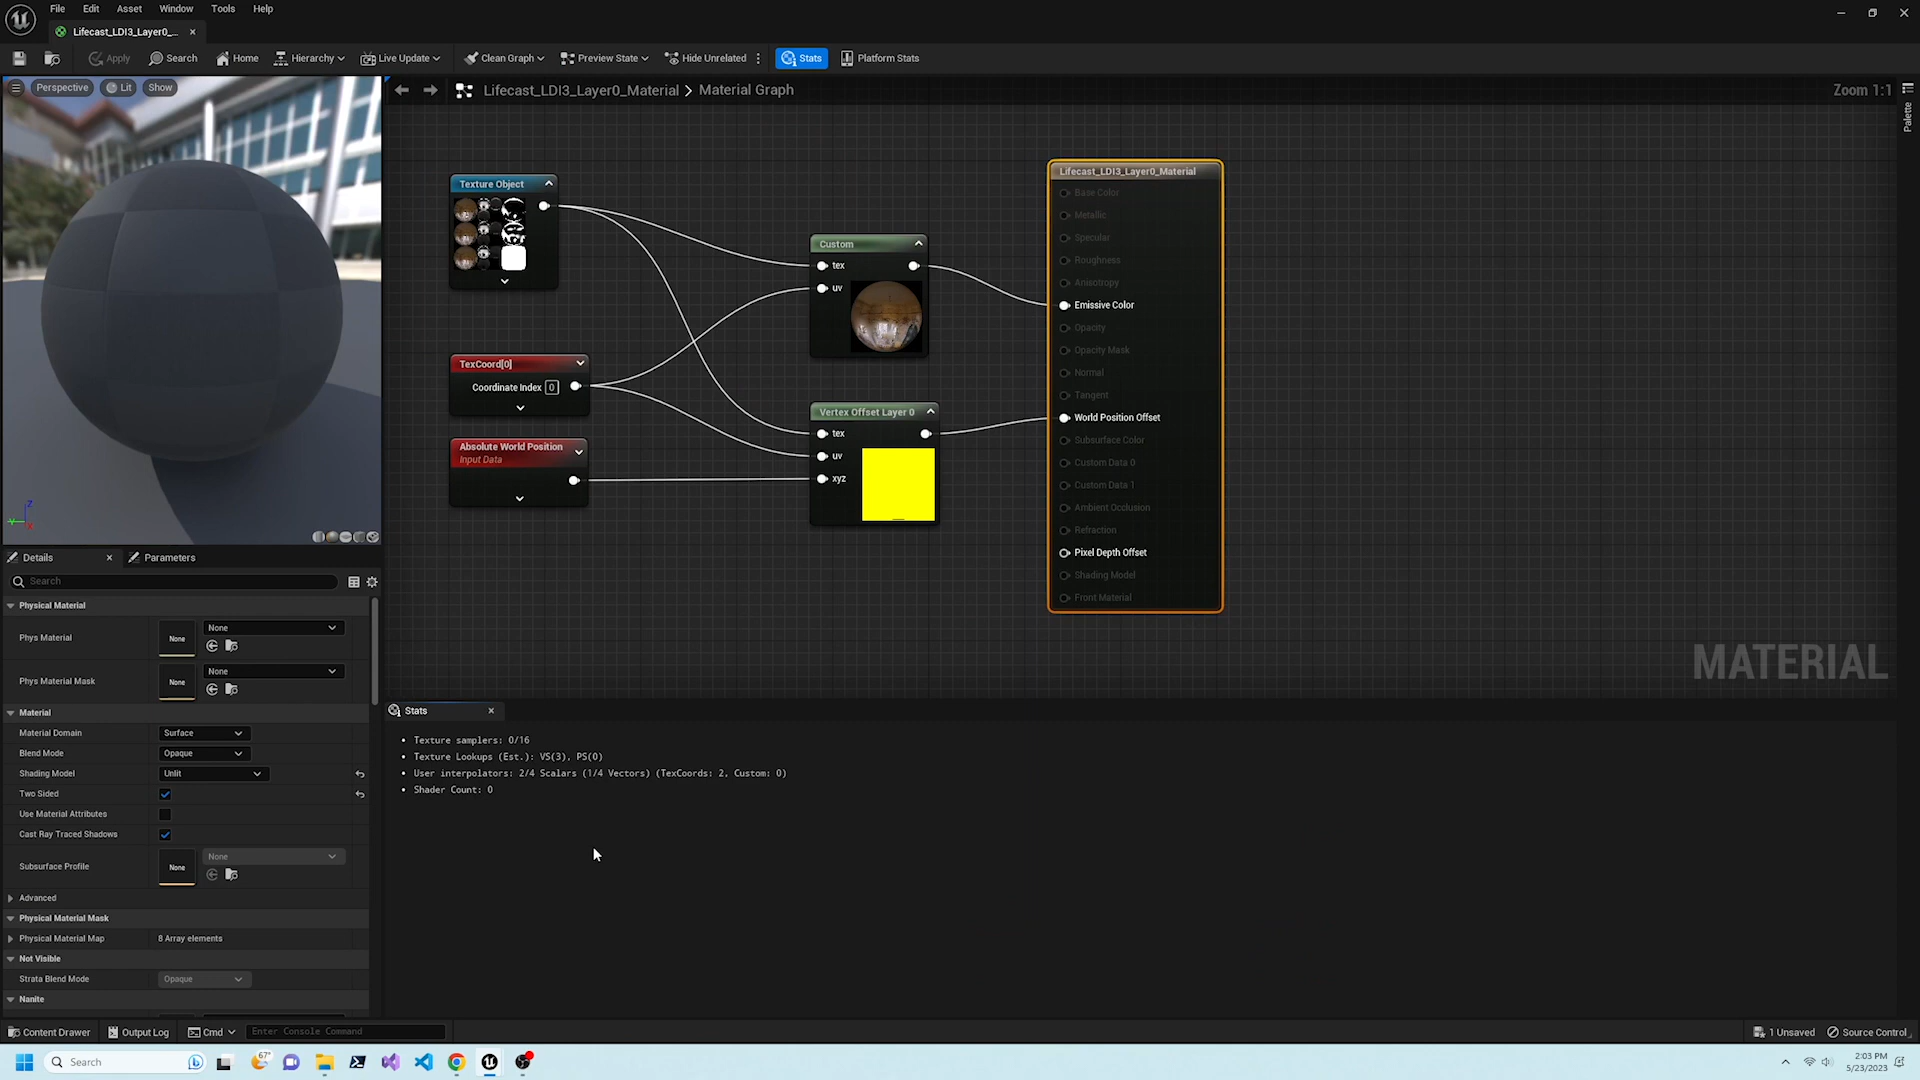 File Edit Asset Window Tools Help
Lifecast_LDI3_Layer0_...
Apply Search Home Hierarchy Live Update Clean Graph Preview State Hide Unrelated Stats Platform Stats
Perspective Lit Show
Lifecast_LDI3_Layer0_Material > Material Graph
Zoom 1:1
Palette
Texture Object
TexCoord[0]
Coordinate Index 0
Absolute World Position
Input Data
Custom
tex
uv
Vertex Offset Layer 0
tex
uv
xyz
Lifecast_LDI3_Layer0_Material
Base Color
Metallic
Specular
Roughness
Anisotropy
Emissive Color
Opacity
Opacity Mask
Normal
Tangent
World Position Offset
Subsurface Color
Custom Data 0
Custom Data 1
Ambient Occlusion
Refraction
Pixel Depth Offset
Shading Model
Front Material
MATERIAL
Z
Y
X
Details Parameters
Search
Physical Material
Phys Material None None
Phys Material Mask None None
Material
Material Domain Surface
Blend Mode Opaque
Shading Model Unlit
Two Sided
Use Material Attributes
Cast Ray Traced Shadows
Subsurface Profile None None
Advanced
Physical Material Mask
Physical Material Map 8 Array elements
Not Visible
Strata Blend Mode Opaque
Nanite
Stats
Texture samplers: 0/16
Texture Lookups (Est.): VS(3), PS(0)
User interpolators: 2/4 Scalars (1/4 Vectors) (TexCoords: 2, Custom: 0)
Shader Count: 0
Content Drawer Output Log Cmd Enter Console Command 1 Unsaved Source Control
Search 67° 2:03 PM
5/23/2023